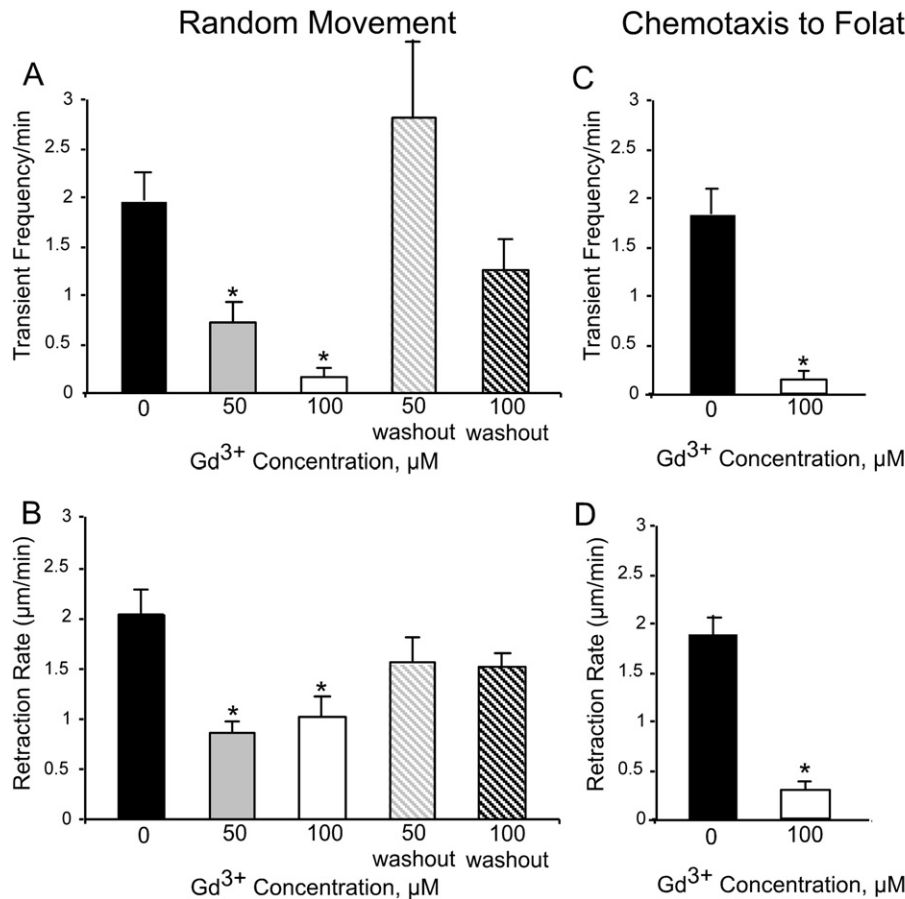 Random Movement
Chemotaxis to Folat
A
Transient Frequency/min
3
2.5
2
1.5
1
0.5
0
*
*
0 50 100 50 100
washout washout
Gd3+ Concentration, µM
C
Transient Frequency/min
3
2.5
2
1.5
1
0.5
0
*
0 100
Gd3+ Concentration, µM
B
Retraction Rate (µm/min)
3
2.5
2
1.5
1
0.5
0
*
*
0 50 100 50 100
washout washout
Gd3+ Concentration, µM
D
Retraction Rate (µm/min)
3
2.5
2
1.5
1
0.5
0
*
0 100
Gd3+ Concentration, µM